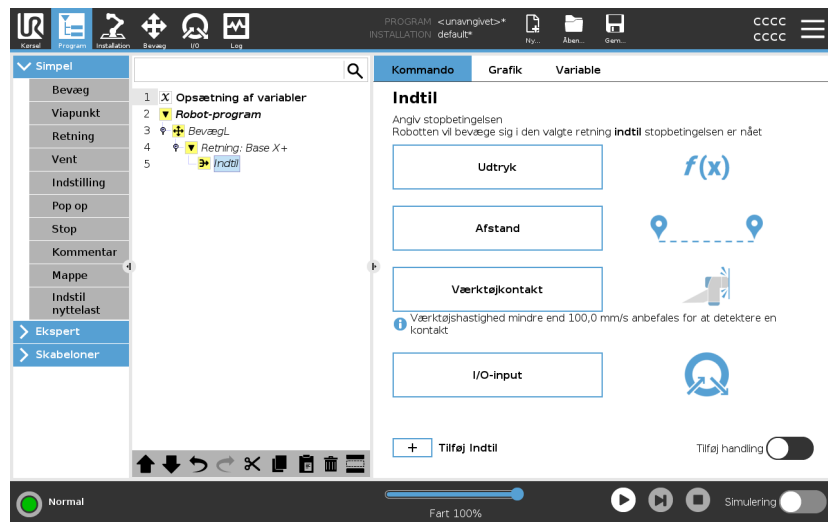 UR
PROGRAM <unavngivet>*
INSTALLATION default*
CCCC
CCCC
Kørsel Program Installation Bevæg I/O Log Ny... Åben... Gem...
Simpel
Bevæg
Viapunkt
Retning
Vent
Indstilling
Pop op
Stop
Kommentar
Mappe
Indstil
nyttelast
Ekspert
Skabeloner
1 X Opsætning af variabler
2 Robot-program
3 BevægL
4 Retning: Base X+
5 Indtil
Kommando Grafik Variable
Indtil
Angiv stopbetingelsen
Robotten vil bevæge sig i den valgte retning indtil stopbetingelsen er nået
Udtryk f(x)
Afstand
Værktøjkontakt
Værktøjshastighed mindre end 100,0 mm/s anbefales for at detektere en
kontakt
I/O-input
+ Tilføj Indtil Tilføj handling
Normal
Fart 100%
Simulering